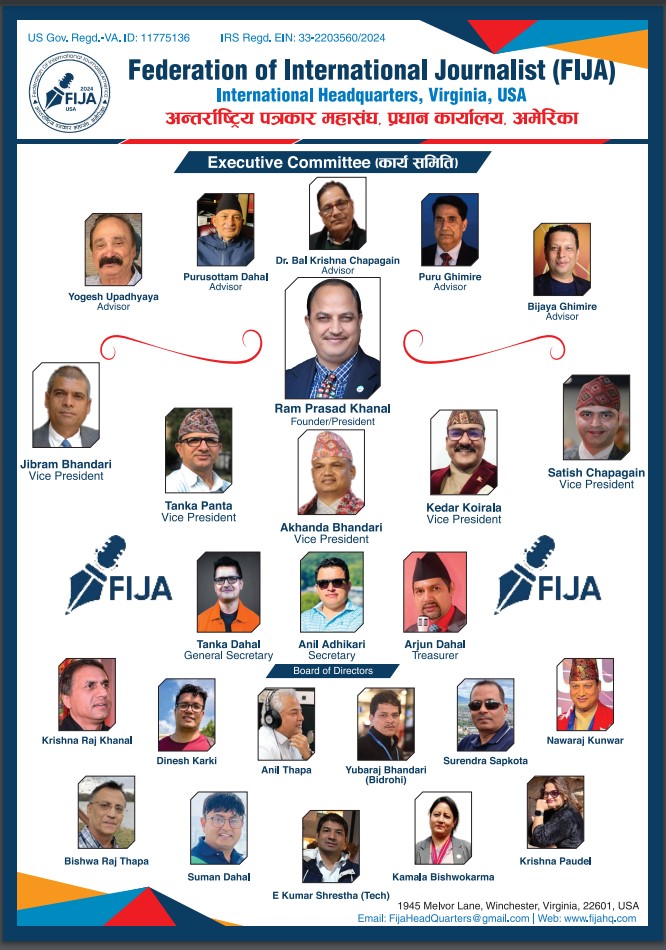 US Gov. Regd.-VA. ID: 11775136 IRS Regd. EIN: 33-2203560/2024
Federation of International Journalist (FIJA)
International Headquarters, Virginia, USA
अन्तर्राष्ट्रिय पत्रकार महासंघ, प्रधान कार्यालय, अमेरिका
2024
FIJA
USA
Executive Committee (कार्य समिति)
Yogesh Upadhyaya
Advisor
Purusottam Dahal
Advisor
Dr. Bal Krishna Chapagain
Advisor
Puru Ghimire
Advisor
Bijaya Ghimire
Advisor
Ram Prasad Khanal
Founder/President
Jibram Bhandari
Vice President
Tanka Panta
Vice President
Akhanda Bhandari
Vice President
Kedar Koirala
Vice President
Satish Chapagain
Vice President
FIJA
FIJA
Tanka Dahal
General Secretary
Anil Adhikari
Secretary
Arjun Dahal
Treasurer
Board of Directors
Krishna Raj Khanal
Dinesh Karki
Anil Thapa
Yubaraj Bhandari
(Bidrohi)
Surendra Sapkota
Nawaraj Kunwar
Bishwa Raj Thapa
Suman Dahal
E Kumar Shrestha (Tech)
Kamala Bishwokarma
Krishna Paudel
1945 Melvor Lane, Winchester, Virginia, 22601, USA
Email: FijaHeadQuarters@gmail.com | Web: www.fijahq.com